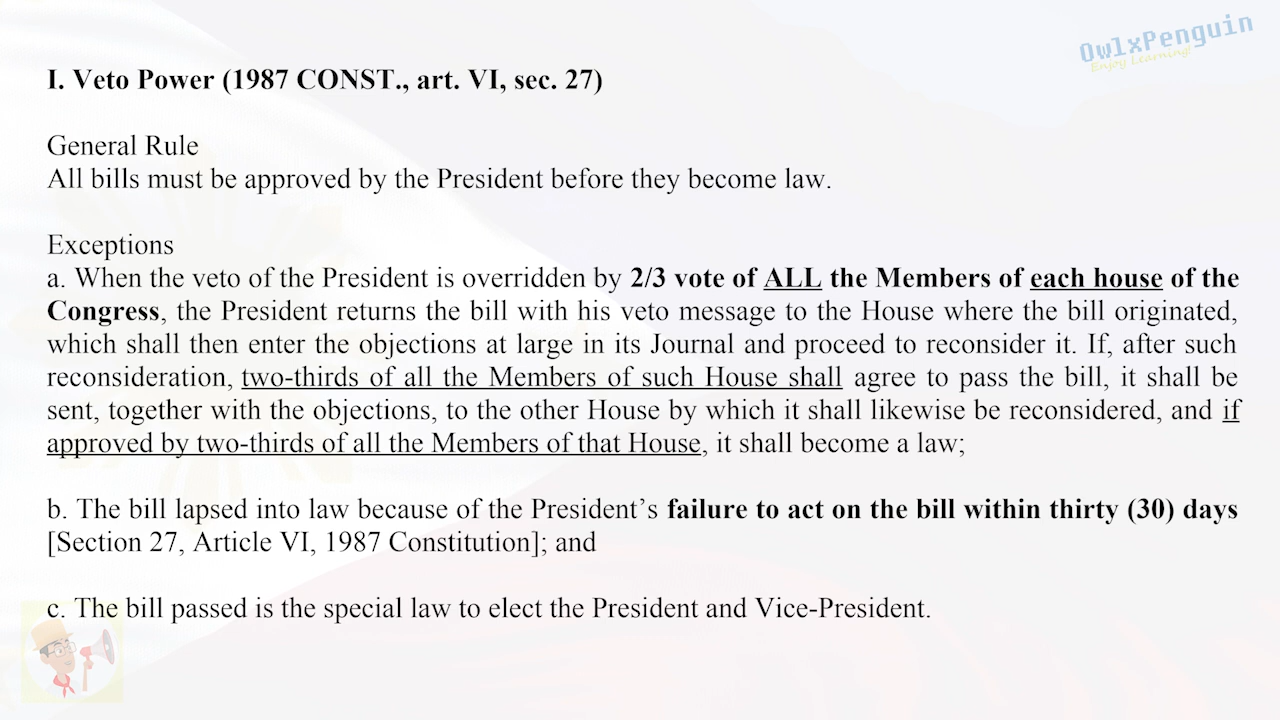 OwlxPenguin
Enjoy Learning!
I. Veto Power (1987 CONST., art. VI, sec. 27)
General Rule
All bills must be approved by the President before they become law.
Exceptions
a. When the veto of the President is overridden by 2/3 vote of ALL the Members of each house of the
Congress, the President returns the bill with his veto message to the House where the bill originated,
which shall then enter the objections at large in its Journal and proceed to reconsider it. If, after such
reconsideration, two-thirds of all the Members of such House shall agree to pass the bill, it shall be
sent, together with the objections, to the other House by which it shall likewise be reconsidered, and if
approved by two-thirds of all the Members of that House, it shall become a law;
b. The bill lapsed into law because of the President’s failure to act on the bill within thirty (30) days
[Section 27, Article VI, 1987 Constitution]; and
c. The bill passed is the special law to elect the President and Vice-President.